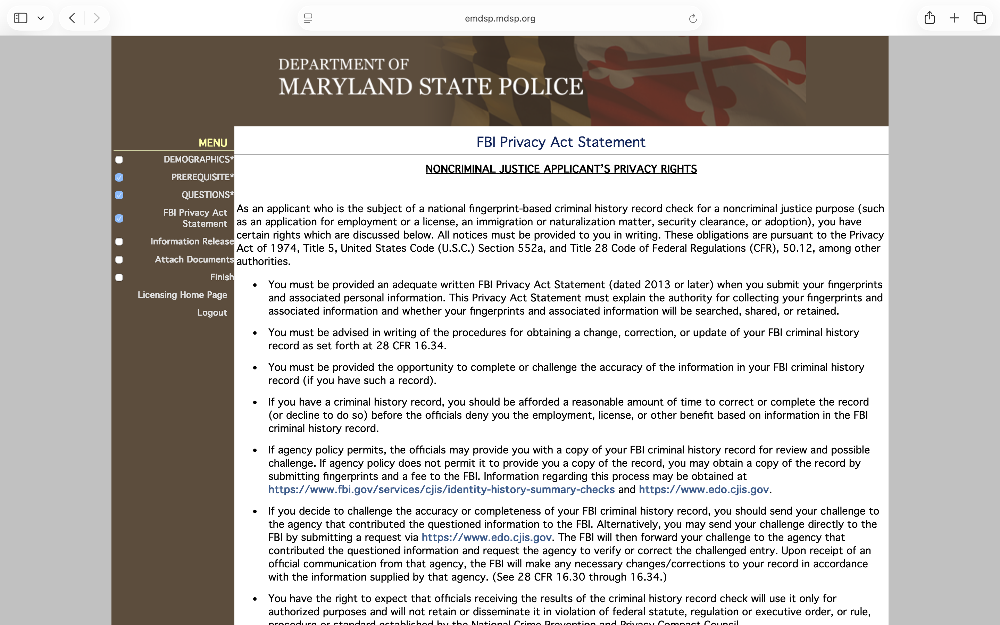 emdsp.mdsp.org
DEPARTMENT OF
MARYLAND STATE POLICE
MENU
DEMOGRAPHICS*
PREREQUISITE*
QUESTIONS*
FBI Privacy Act
Statement
Information Release
Attach Documents
Finish
Licensing Home Page
Logout
FBI Privacy Act Statement
NONCRIMINAL JUSTICE APPLICANT’S PRIVACY RIGHTS
As an applicant who is the subject of a national fingerprint-based criminal history record check for a noncriminal justice purpose (such
as an application for employment or a license, an immigration or naturalization matter, security clearance, or adoption), you have
certain rights which are discussed below. All notices must be provided to you in writing. These obligations are pursuant to the Privacy
Act of 1974, Title 5, United States Code (U.S.C.) Section 552a, and Title 28 Code of Federal Regulations (CFR), 50.12, among other
authorities.
• You must be provided an adequate written FBI Privacy Act Statement (dated 2013 or later) when you submit your fingerprints
and associated personal information. This Privacy Act Statement must explain the authority for collecting your fingerprints and
associated information and whether your fingerprints and associated information will be searched, shared, or retained.
• You must be advised in writing of the procedures for obtaining a change, correction, or update of your FBI criminal history
record as set forth at 28 CFR 16.34.
• You must be provided the opportunity to complete or challenge the accuracy of the information in your FBI criminal history
record (if you have such a record).
• If you have a criminal history record, you should be afforded a reasonable amount of time to correct or complete the record
(or decline to do so) before the officials deny you the employment, license, or other benefit based on information in the FBI
criminal history record.
• If agency policy permits, the officials may provide you with a copy of your FBI criminal history record for review and possible
challenge. If agency policy does not permit it to provide you a copy of the record, you may obtain a copy of the record by
submitting fingerprints and a fee to the FBI. Information regarding this process may be obtained at
https://www.fbi.gov/services/cjis/identity-history-summary-checks and https://www.edo.cjis.gov.
• If you decide to challenge the accuracy or completeness of your FBI criminal history record, you should send your challenge to
the agency that contributed the questioned information to the FBI. Alternatively, you may send your challenge directly to the
FBI by submitting a request via https://www.edo.cjis.gov. The FBI will then forward your challenge to the agency that
contributed the questioned information and request the agency to verify or correct the challenged entry. Upon receipt of an
official communication from that agency, the FBI will make any necessary changes/corrections to your record in accordance
with the information supplied by that agency. (See 28 CFR 16.30 through 16.34.)
• You have the right to expect that officials receiving the results of the criminal history record check will use it only for
authorized purposes and will not retain or disseminate it in violation of federal statute, regulation or executive order, or rule,
procedure or standard established by the National Crime Prevention and Privacy Compact Council.